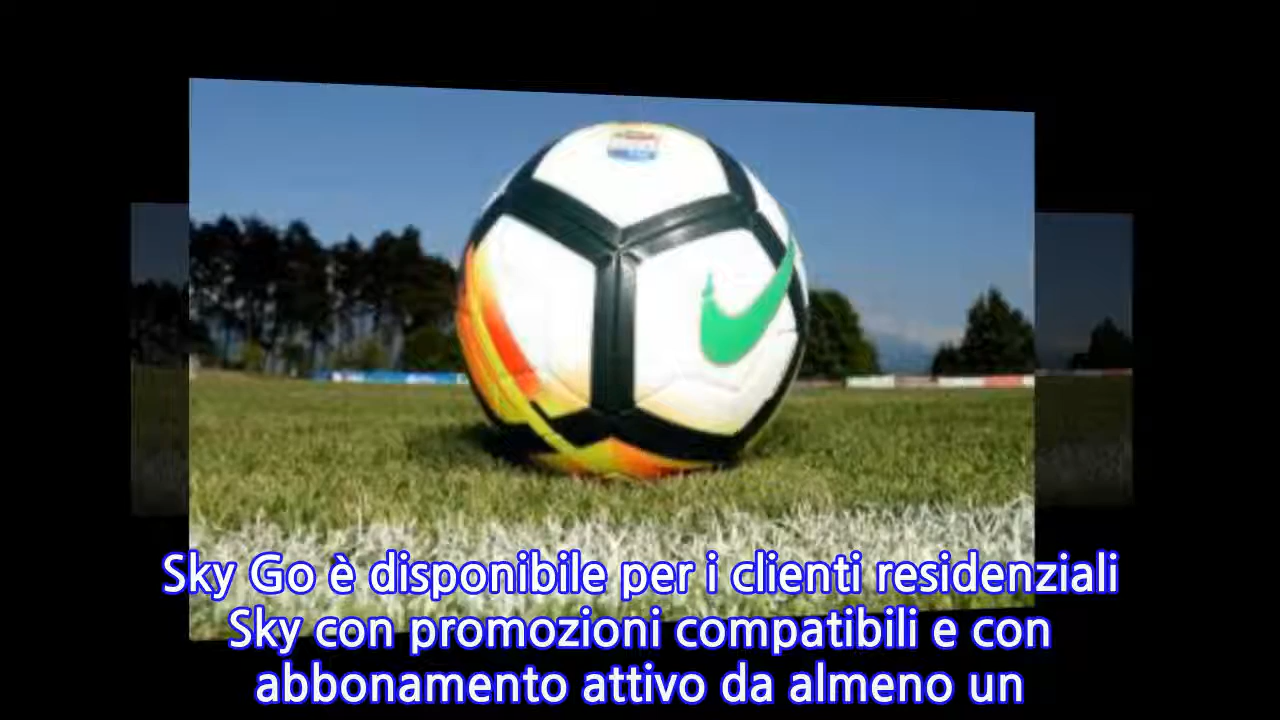 Sky Go è disponibile per i clienti residenziali
Sky con promozioni compatibili e con
abbonamento attivo da almeno un